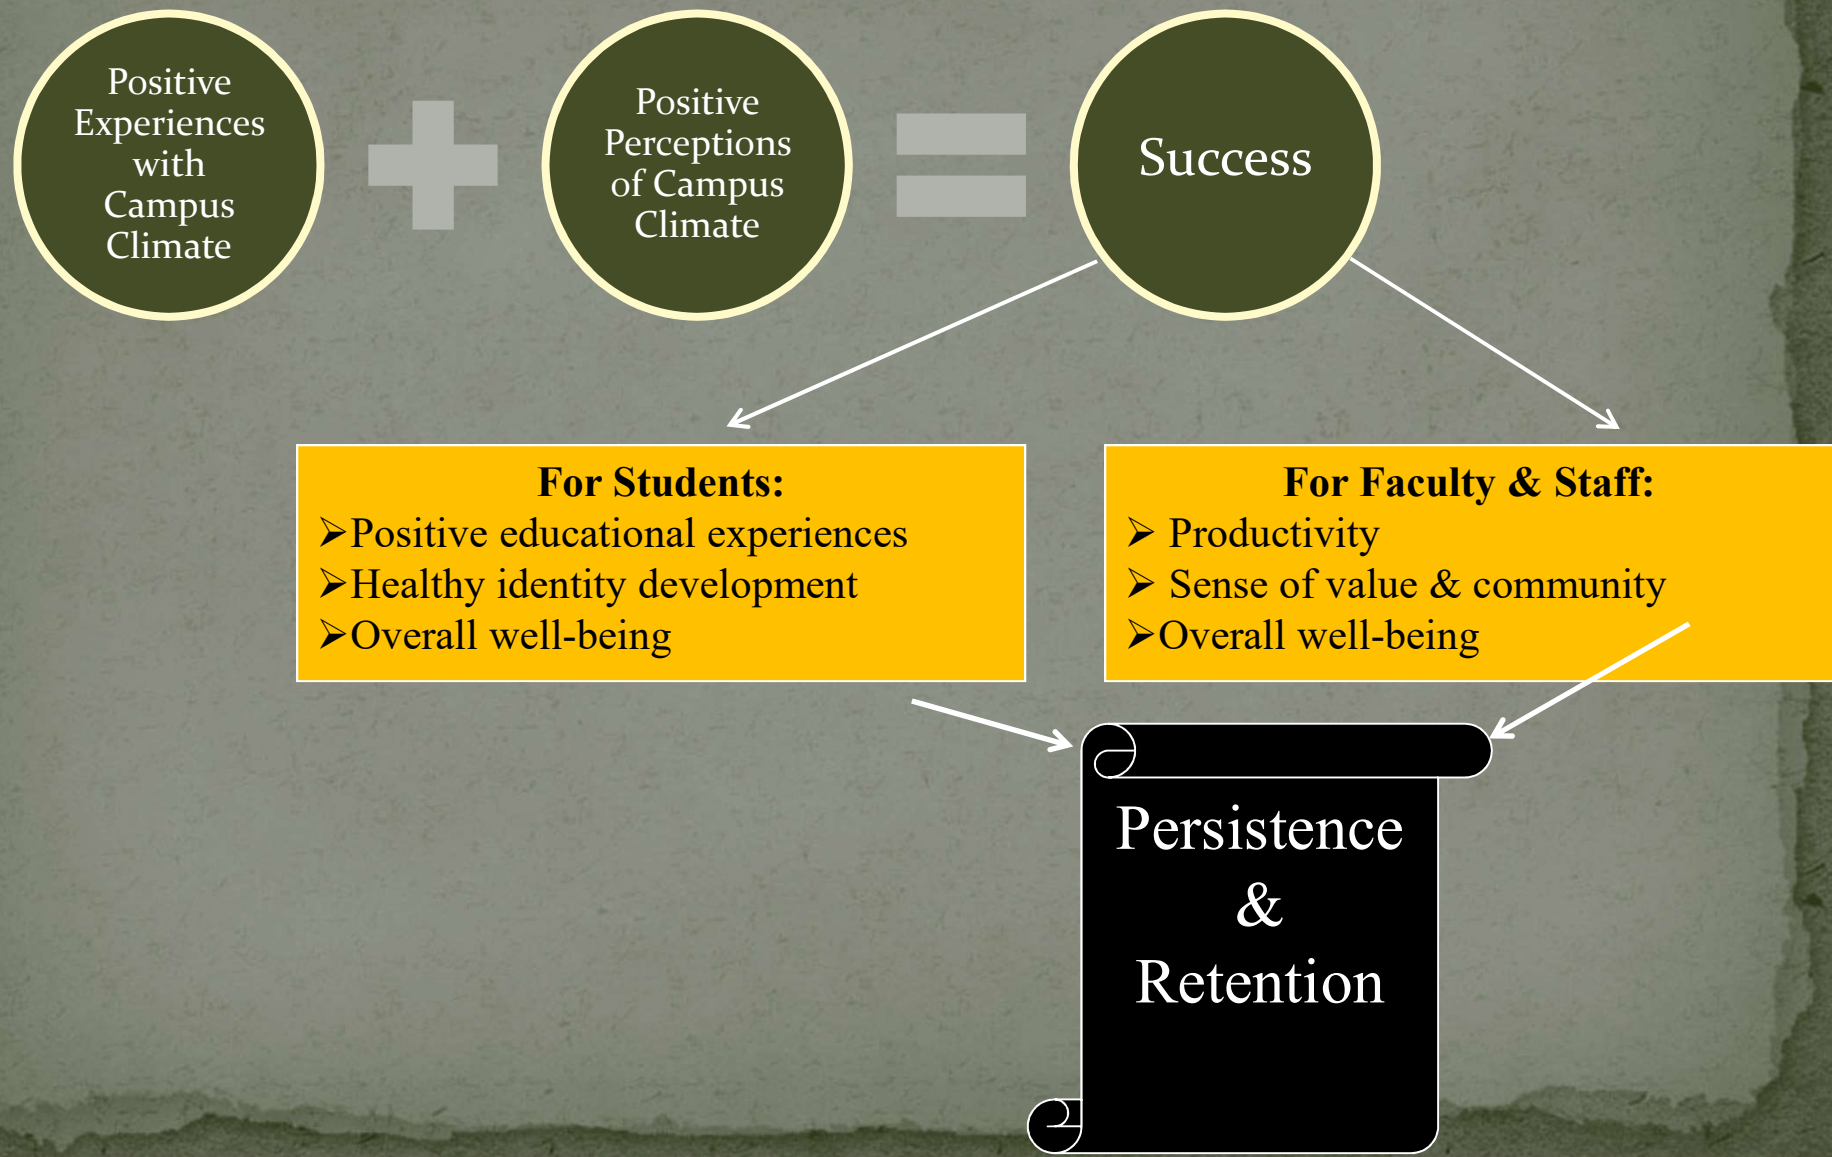 Positive
Experiences
with
Campus
Climate
Positive
Perceptions
of Campus
Climate
Success
For Students:
➢Positive educational experiences
➢Healthy identity development
➢Overall well-being
For Faculty & Staff:
➢ Productivity
➢ Sense of value & community
➢Overall well-being
Persistence
&
Retention